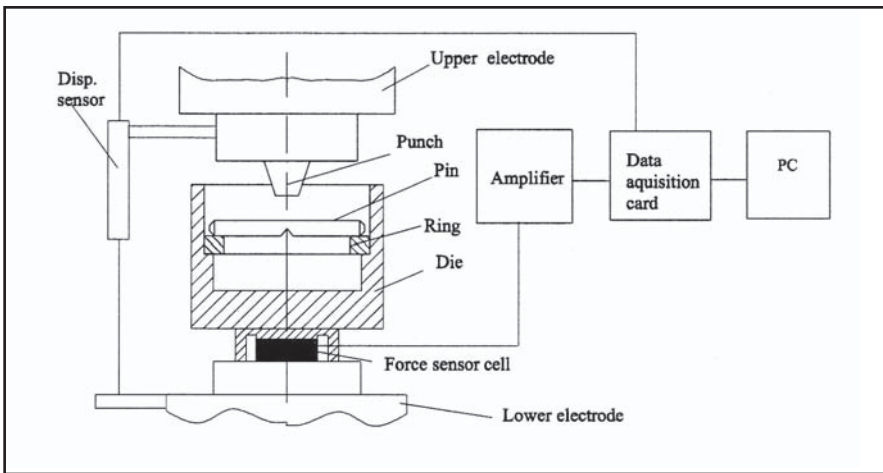 Upper electrode
Disp.
sensor
Punch
Pin
Ring
Die
Force sensor cell
Lower electrode
Amplifier
Data
aquisition
card
PC